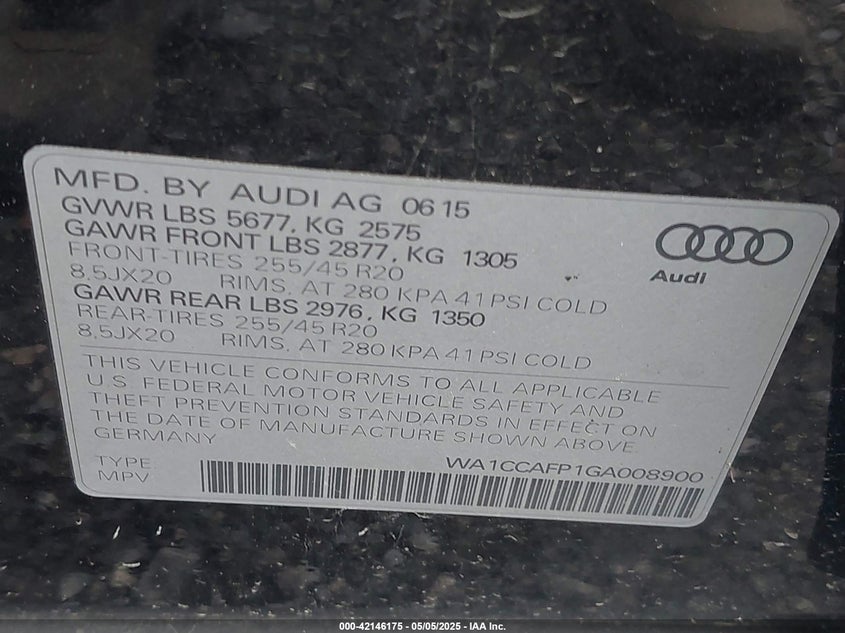 MFD. BY AUDI AG 06 15
GVWR LBS 5677, KG 2575
GAWR FRONT LBS 2877, KG 1305
FRONT-TIRES 255/45 R20
8,5JX20 RIMS, AT 280 KPA 41 PSI COLD
GAWR REAR LBS 2976, KG 1350
REAR-TIRES 255/45 R20
8,5JX20 RIMS, AT 280 KPA 41 PSI COLD
Audi
THIS VEHICLE CONFORMS TO ALL APPLICABLE
U.S. FEDERAL MOTOR VEHICLE SAFETY AND
THEFT PREVENTION STANDARDS IN EFFECT ON
THE DATE OF MANUFACTURE SHOWN ABOVE.
GERMANY
WA1CCAFP1GA008900
TYPE:
MPV
000-42146175 - 05/05/2025 - IAA Inc.